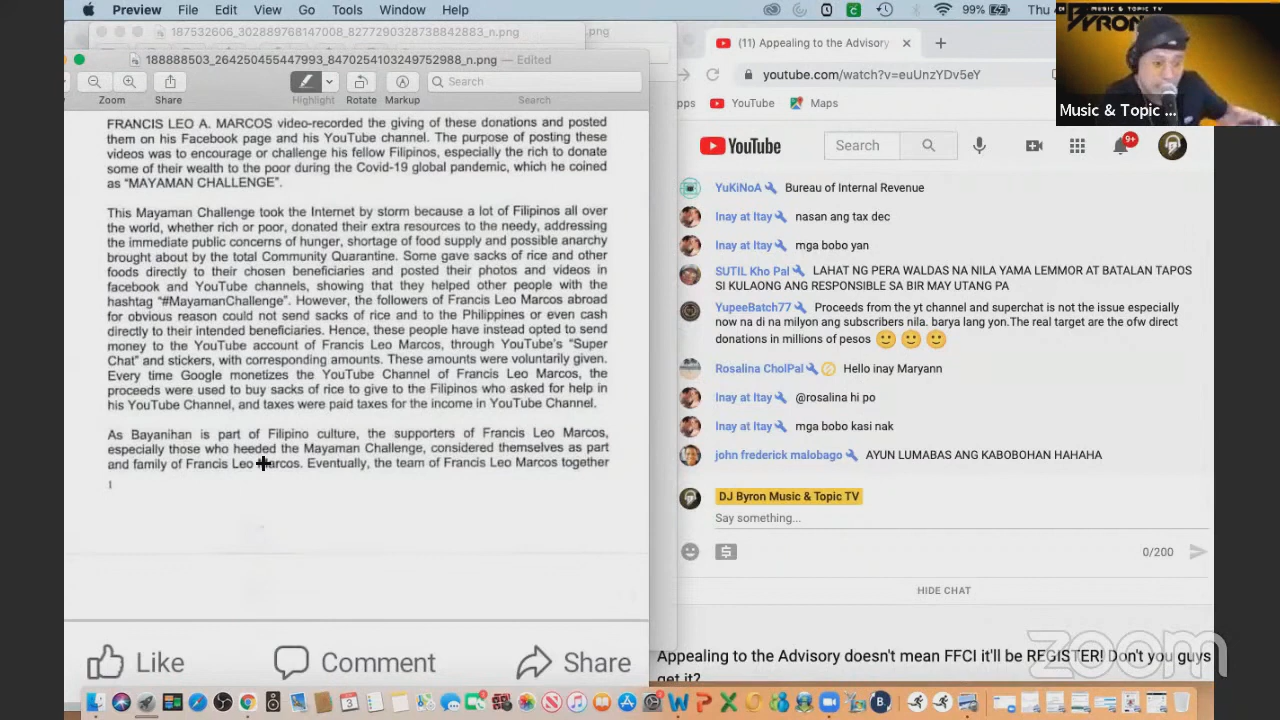 Preview File Edit View Go Tools Window Help
99%
Thu
187532606_302889768147008_8277290328738842883_n.png
.png
188888503_264250455447993_8470254103249752988_n.png — Edited
Zoom Share Highlight Rotate Markup Search
Search
(11) Appealing to the Advisory
youtube.com/watch?v=euUnzYDv5eY
pps YouTube Maps
BYRON
MUSIC & TOPIC TV
Music & Topic ...
YouTube
Search
9+
FRANCIS LEO A. MARCOS video-recorded the giving of these donations and posted
them on his Facebook page and his YouTube channel. The purpose of posting these
videos was to encourage or challenge his fellow Filipinos, especially the rich to donate
some of their wealth to the poor during the Covid-19 global pandemic, which he coined
as “MAYAMAN CHALLENGE”.
This Mayaman Challenge took the Internet by storm because a lot of Filipinos all over
the world, whether rich or poor, donated their extra resources to the needy, addressing
the immediate public concerns of hunger, shortage of food supply and possible anarchy
brought about by the total Community Quarantine. Some gave sacks of rice and other
foods directly to their chosen beneficiaries and posted their photos and videos in
facebook and YouTube channels, showing that they helped other people with the
hashtag “#MayamanChallenge”. However, the followers of Francis Leo Marcos abroad
for obvious reason could not send sacks of rice and to the Philippines or even cash
directly to their intended beneficiaries. Hence, these people have instead opted to send
money to the YouTube account of Francis Leo Marcos, through YouTube’s “Super
Chat” and stickers, with corresponding amounts. These amounts were voluntarily given.
Every time Google monetizes the YouTube Channel of Francis Leo Marcos, the
proceeds were used to buy sacks of rice to give to the Filipinos who asked for help in
his YouTube Channel, and taxes were paid taxes for the income in YouTube Channel.
As Bayanihan is part of Filipino culture, the supporters of Francis Leo Marcos,
especially those who heeded the Mayaman Challenge, considered themselves as part
and family of Francis Leo Marcos. Eventually, the team of Francis Leo Marcos together
1
Like Comment Share
YuKiNoA Bureau of Internal Revenue
Inay at Itay nasan ang tax dec
Inay at Itay mga bobo yan
SUTIL Kho Pal LAHAT NG PERA WALDAS NA NILA YAMA LEMMOR AT BATALAN TAPOS
SI KULAONG ANG RESPONSIBLE SA BIR MAY UTANG PA
YupeeBatch77 Proceeds from the yt channel and superchat is not the issue especially
now na di na milyon ang subscribers nila. barya lang yon.The real target are the ofw direct
donations in millions of pesos
Rosalina CholPal Hello inay Maryann
Inay at Itay @rosalina hi po
Inay at Itay mga bobo kasi nak
john frederick malobago AYUN LUMABAS ANG KABOBOHAN HAHAHA
DJ Byron Music & Topic TV
Say something...
0/200
HIDE CHAT
zoom
Appealing to the Advisory doesn't mean FFCI it'll be REGISTER! Don't you guys
get it?